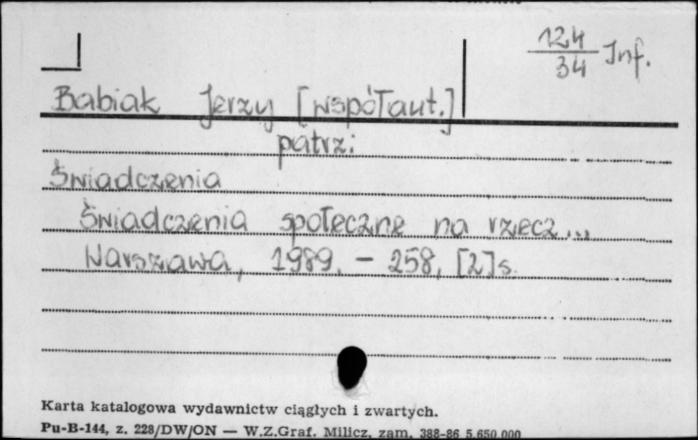 124
34 Inf.
Babiak Jerzy [współaut.]
patrz:
Świadczenia
Świadczenia społeczne na rzecz...
Warszawa, 1989. - 258, [2] s.
Karta katalogowa wydawnictw ciągłych i zwartych.
Pu-B-144, z. 228/DW/ON — W.Z.Graf. Milicz, zam. 388-86 5.650.000